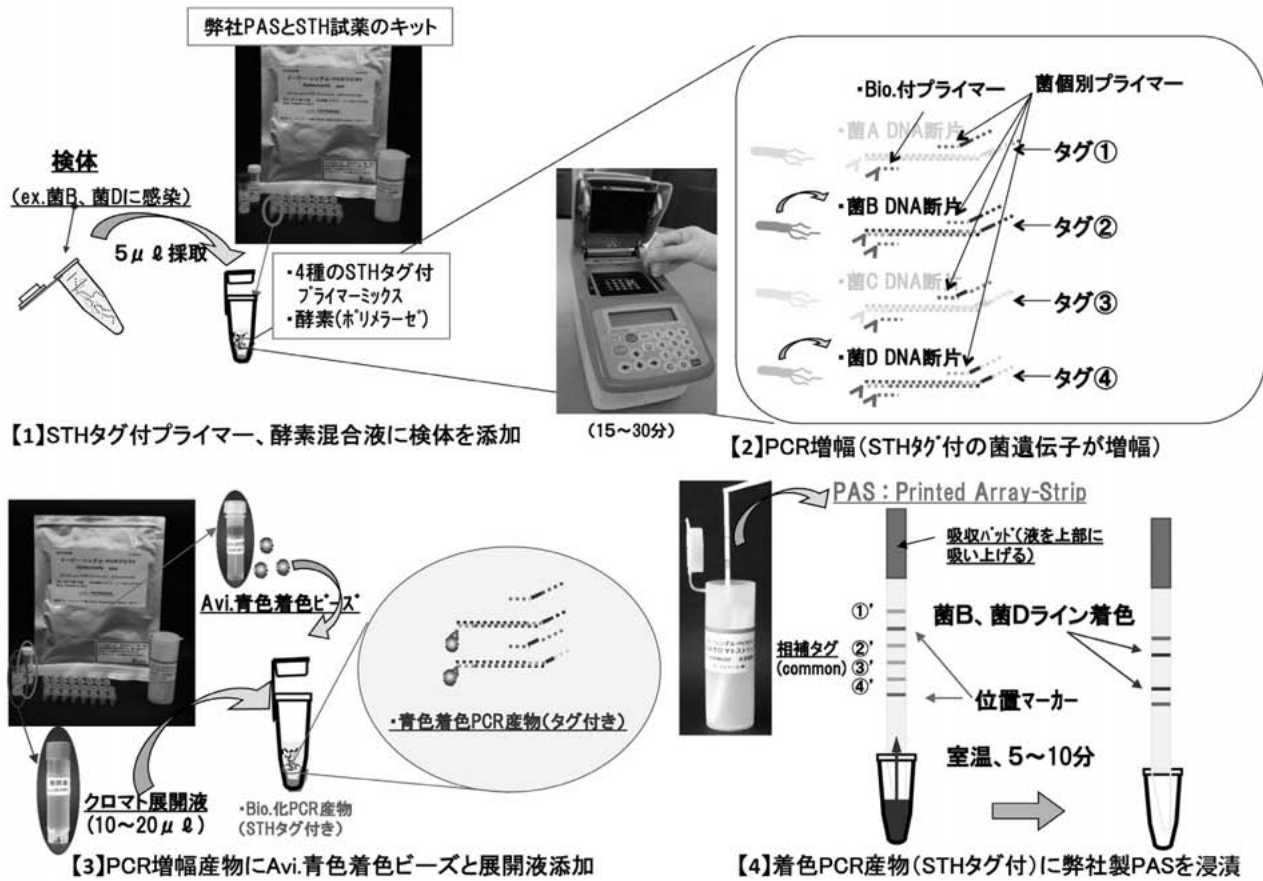 弊社PASとSTH試薬のキット
検体
(ex.菌B、菌Dに感染)
5μℓ採取
・4種のSTHタグ付
プライマーミックス
・酵素(ポリメラーゼ)
【1】STHタグ付プライマー、酵素混合液に検体を添加
(15～30分)
・Bio.付プライマー
菌個別プライマー
・菌A DNA断片
タグ①
・菌B DNA断片
タグ②
・菌C DNA断片
タグ③
・菌D DNA断片
タグ④
【2】PCR増幅(STHタグ付の菌遺伝子が増幅)
Avi.青色着色ビーズ
クロマト展開液
(10～20μℓ)
・Bio.化PCR産物
(STHタグ付き)
・青色着色PCR産物(タグ付き)
【3】PCR増幅産物にAvi.青色着色ビーズと展開液添加
PAS：Printed Array-Strip
吸収パッド(液を上部に
吸い上げる)
①'
相補タグ
(common)
②'
③'
④'
菌B、菌Dライン着色
位置マーカー
室温、5～10分
【4】着色PCR産物(STHタグ付)に弊社製PASを浸漬